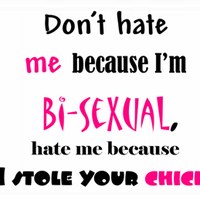 Don't hate
me because I'm
Bi-SEXUAL,
hate me because
I STOLE YOUR CHICK